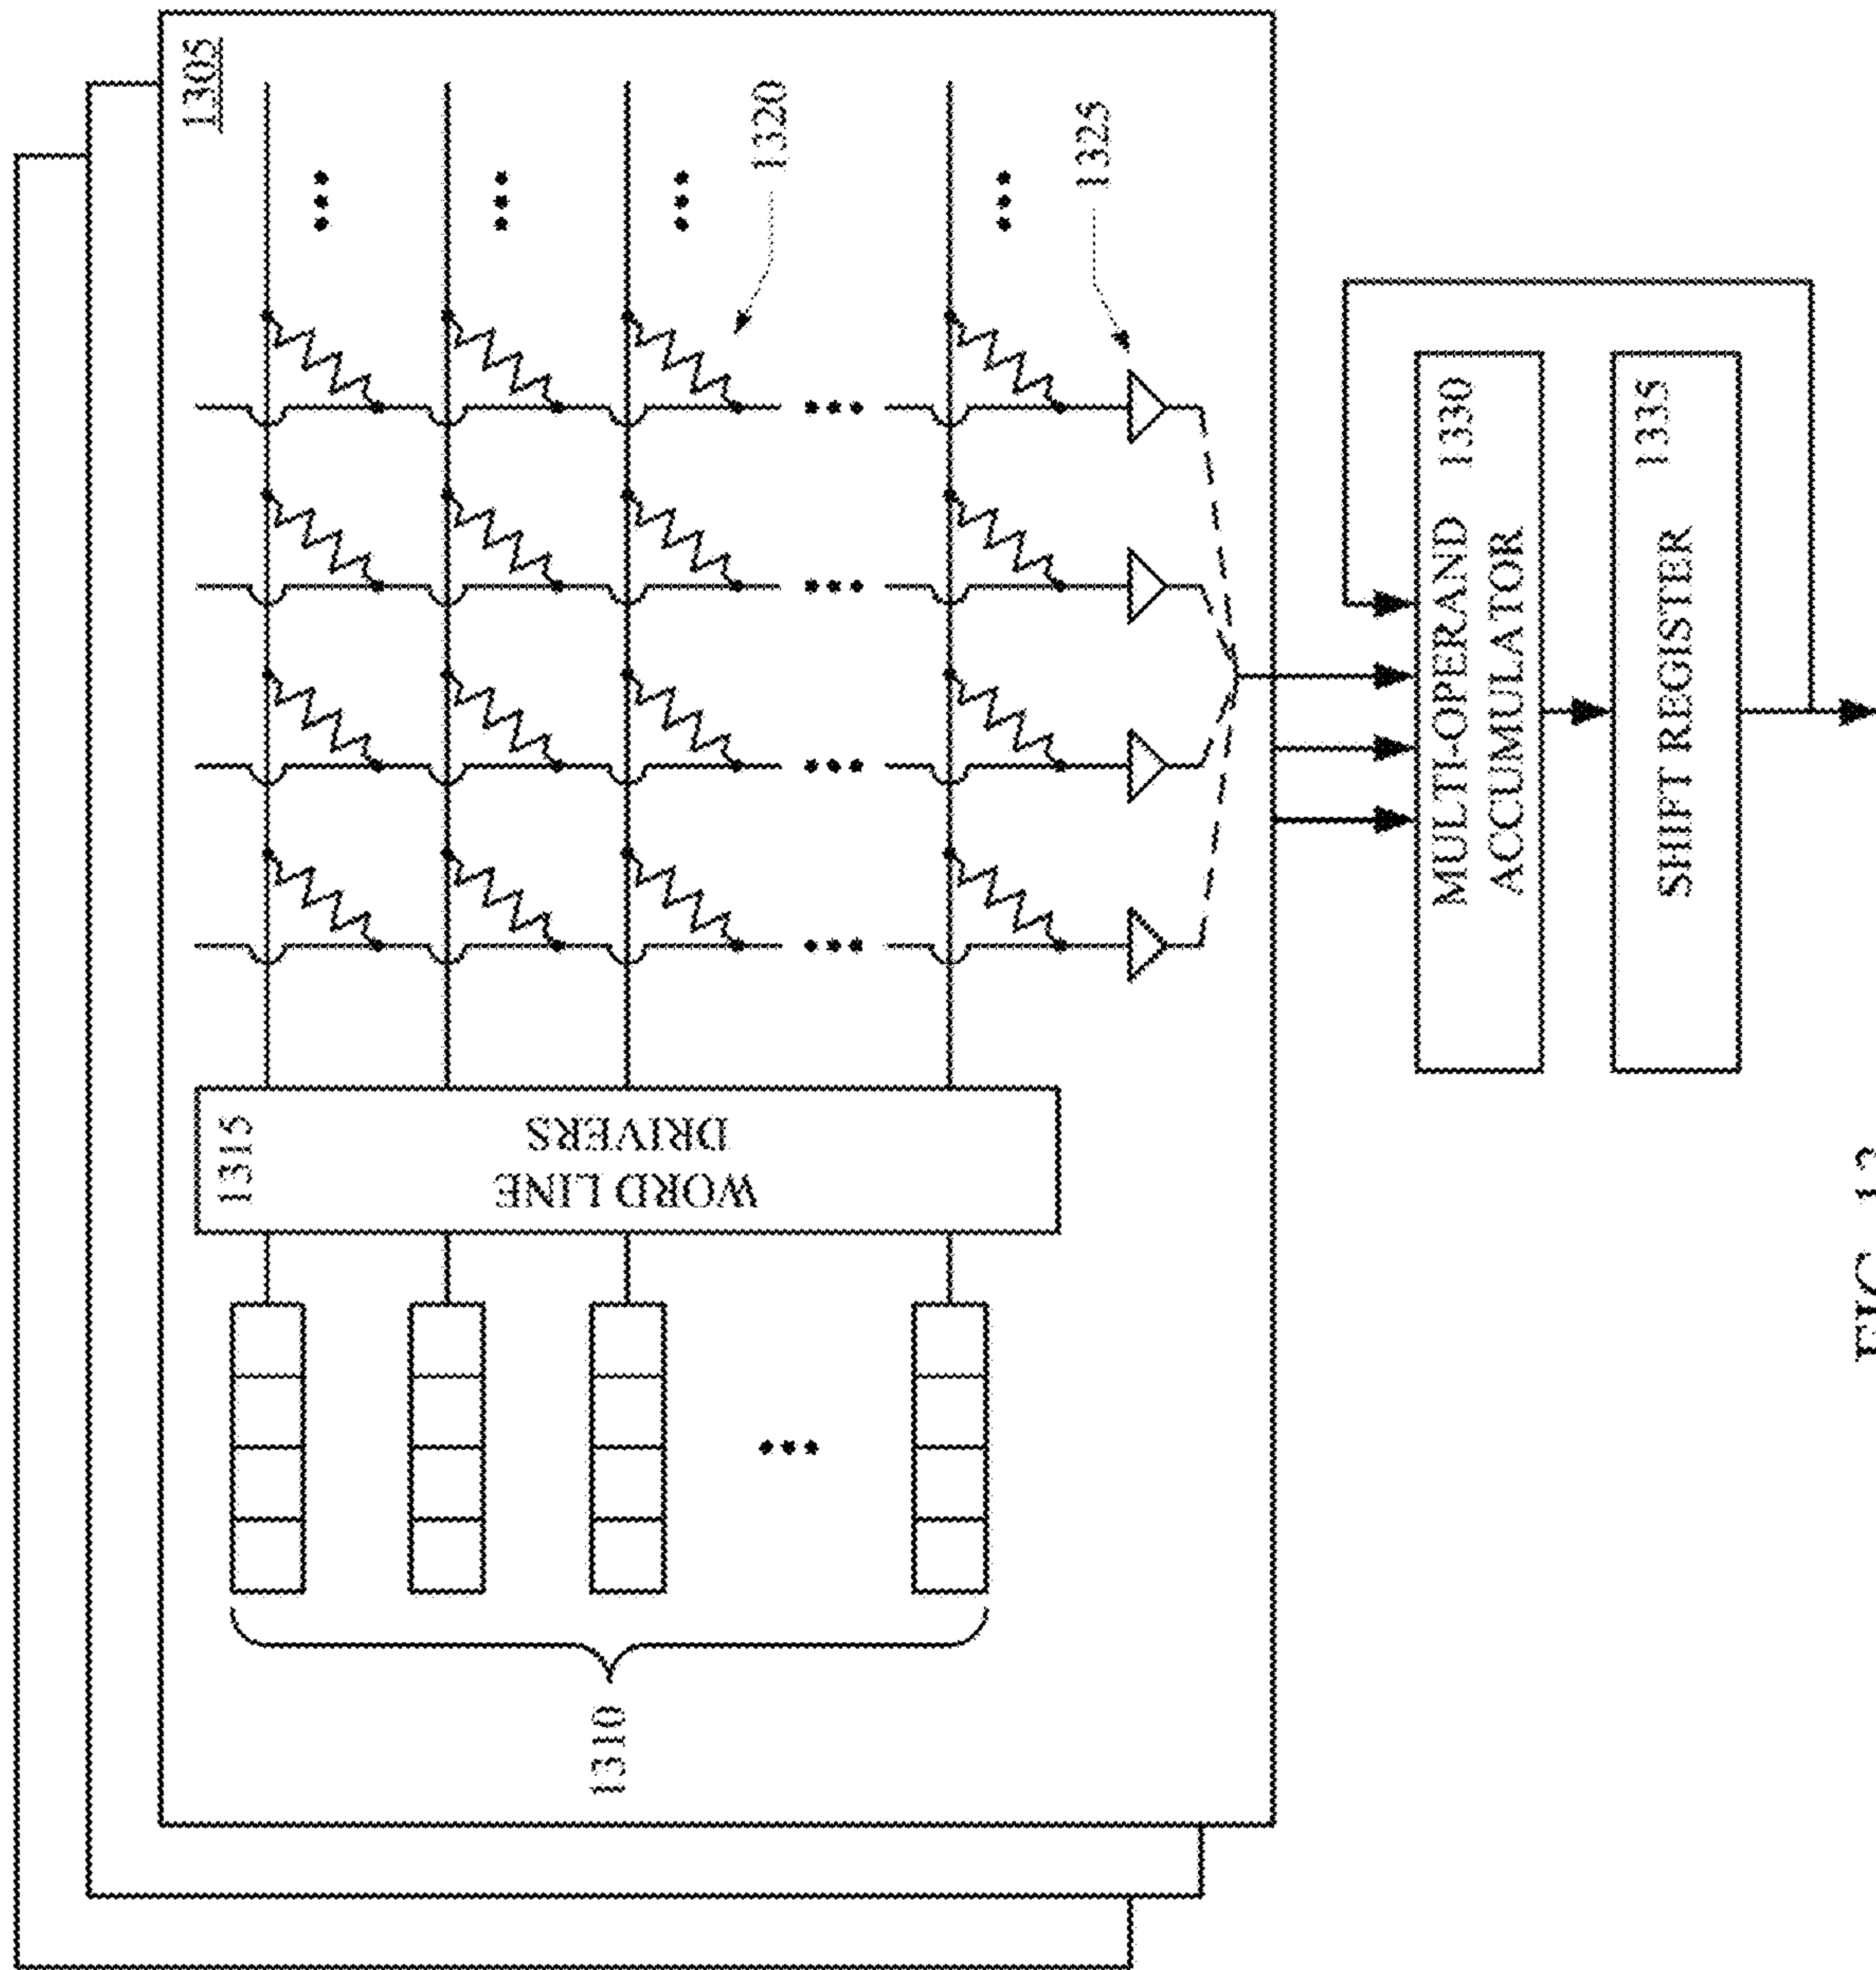 1305
1320
1325
1315
WORD LINE
DRIVERS
1310
MULTI-OPERAND
ACCUMULATOR
1330
SHIFT REGISTER
1335